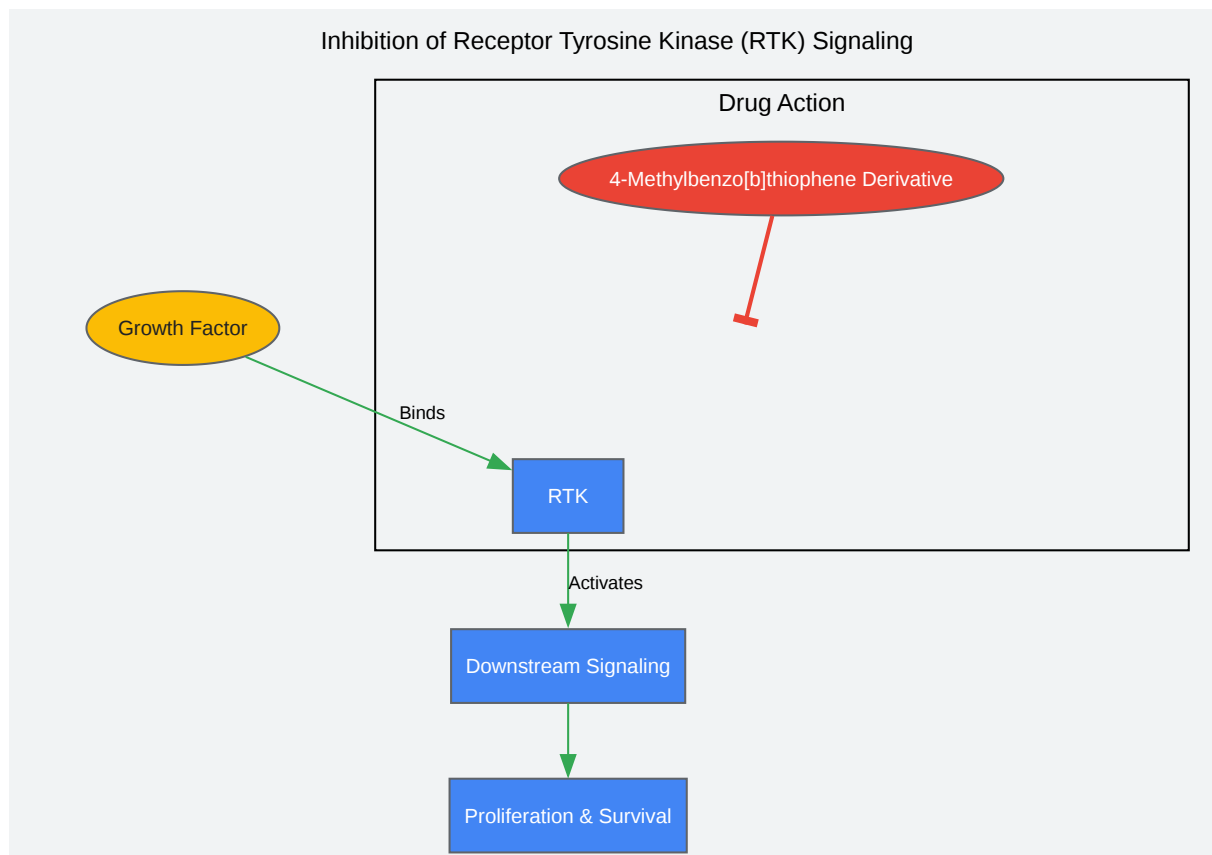 Inhibition of Receptor Tyrosine Kinase (RTK) Signaling
Drug Action
4-Methylbenzo[b]thiophene Derivative
Growth Factor
Binds
RTK
Activates
Downstream Signaling
Proliferation & Survival